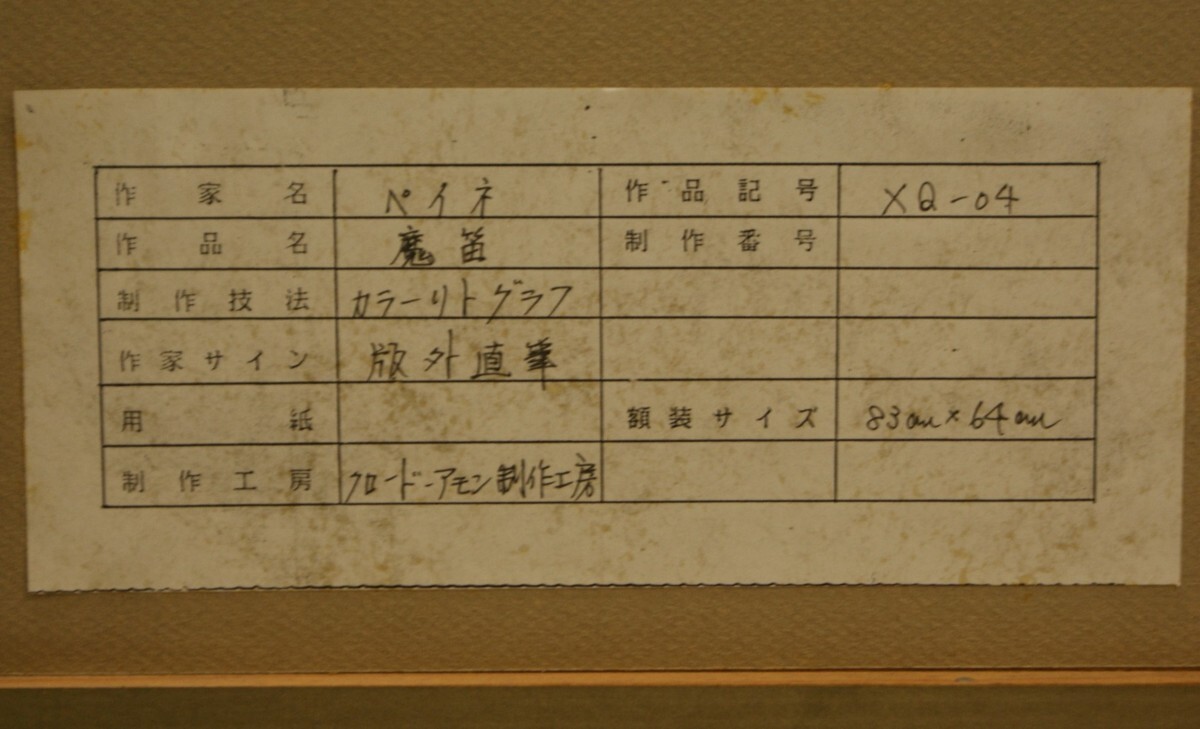 作家名 ペイネ 作品記号 XQ-04
作品名 魔笛 制作番号
制作技法 カラーリトグラフ
作家サイン 版外直筆
用紙 額装サイズ 83cm×64cm
制作工房 クロード・アモン制作工房